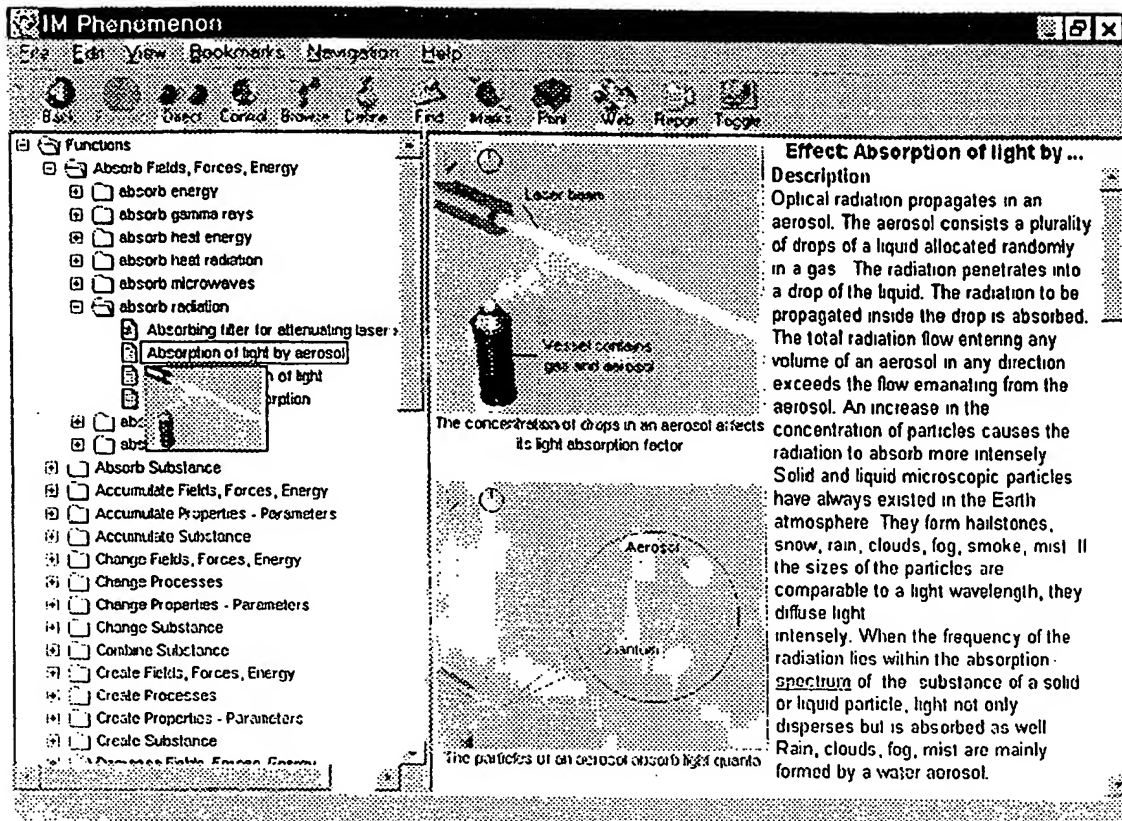 IM Phenomenon
File Edit View Bookmarks Navigation Help
Back Direct Control Browse Define Find Marks Print Web Report Toggle
Functions
Absorb Fields, Forces, Energy
absorb energy
absorb gamma rays
absorb heat energy
absorb heat radiation
absorb microwaves
absorb radiation
Absorbing filter for attenuating laser
Absorption of light by aerosol
n of light
orption
abs
abs
Absorb Substance
Accumulate Fields, Forces, Energy
Accumulate Properties - Parameters
Accumulate Substance
Change Fields, Forces, Energy
Change Processes
Change Properties - Parameters
Change Substance
Combine Substance
Create Fields, Forces, Energy
Create Processes
Create Properties - Parameters
Create Substance
Laser beam
Vessel contains
gas and aerosol
The concentration of drops in an aerosol affects
its light absorption factor
Aerosol
Quantum
The particles of an aerosol absorb light quanta
Effect: Absorption of light by ...
Description
Optical radiation propagates in an
aerosol. The aerosol consists a plurality
of drops of a liquid allocated randomly
in a gas The radiation penetrates into
a drop of the liquid. The radiation to be
propagated inside the drop is absorbed.
The total radiation flow entering any
volume of an aerosol in any direction
exceeds the flow emanating from the
aerosol. An increase in the
concentration of particles causes the
radiation to absorb more intensely
Solid and liquid microscopic particles
have always existed in the Earth
atmosphere They form hailstones,
snow, rain, clouds, fog, smoke, mist If
the sizes of the particles are
comparable to a light wavelength, they
diffuse light
intensely. When the frequency of the
radiation lies within the absorption
spectrum of the substance of a solid
or liquid particle, light not only
disperses but is absorbed as well
Rain, clouds, fog, mist are mainly
formed by a water aerosol.